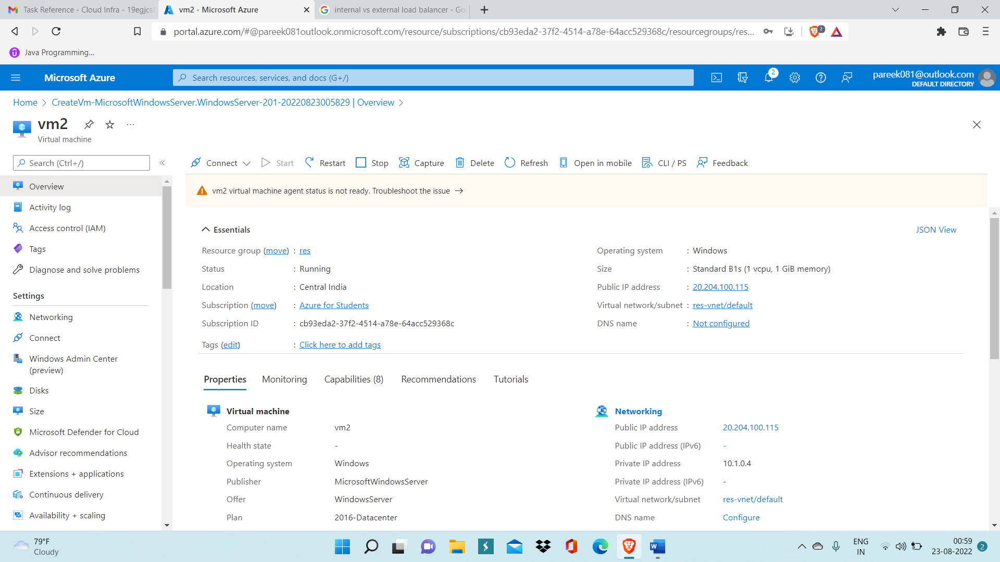 Task Reference - Cloud Infra - 19egjcs
vm2 - Microsoft Azure
internal vs external load balancer - Go
portal.azure.com/#@pareek081outlook.onmicrosoft.com/resource/subscriptions/cb93eda2-37f2-4514-a78e-64acc529368c/resourcegroups/res...
2
Java Programming...
Microsoft Azure
Search resources, services, and docs (G+/)
2
pareek081@outlook.com
DEFAULT DIRECTORY
Home > CreateVm-MicrosoftWindowsServer.WindowsServer-201-20220823005829 | Overview >
vm2
...
Virtual machine
Search (Ctrl+/)
«
Connect
Start
Restart
Stop
Capture
Delete
Refresh
Open in mobile
CLI / PS
Feedback
Overview
Activity log
Access control (IAM)
Tags
Diagnose and solve problems
Settings
Networking
Connect
Windows Admin Center
(preview)
Disks
Size
Microsoft Defender for Cloud
Advisor recommendations
Extensions + applications
Continuous delivery
Availability + scaling
vm2 virtual machine agent status is not ready. Troubleshoot the issue →
Essentials
JSON View
Resource group (move) : res
Status : Running
Location : Central India
Subscription (move) : Azure for Students
Subscription ID : cb93eda2-37f2-4514-a78e-64acc529368c
Tags (edit) : Click here to add tags
Operating system : Windows
Size : Standard B1s (1 vcpu, 1 GiB memory)
Public IP address : 20.204.100.115
Virtual network/subnet : res-vnet/default
DNS name : Not configured
Properties
Monitoring
Capabilities (8)
Recommendations
Tutorials
Virtual machine
Computer name vm2
Health state -
Operating system Windows
Publisher MicrosoftWindowsServer
Offer WindowsServer
Plan 2016-Datacenter
Networking
Public IP address 20.204.100.115
Public IP address (IPv6) -
Private IP address 10.1.0.4
Private IP address (IPv6) -
Virtual network/subnet res-vnet/default
DNS name Configure
79°F
Cloudy
ENG
IN
00:59
23-08-2022
2